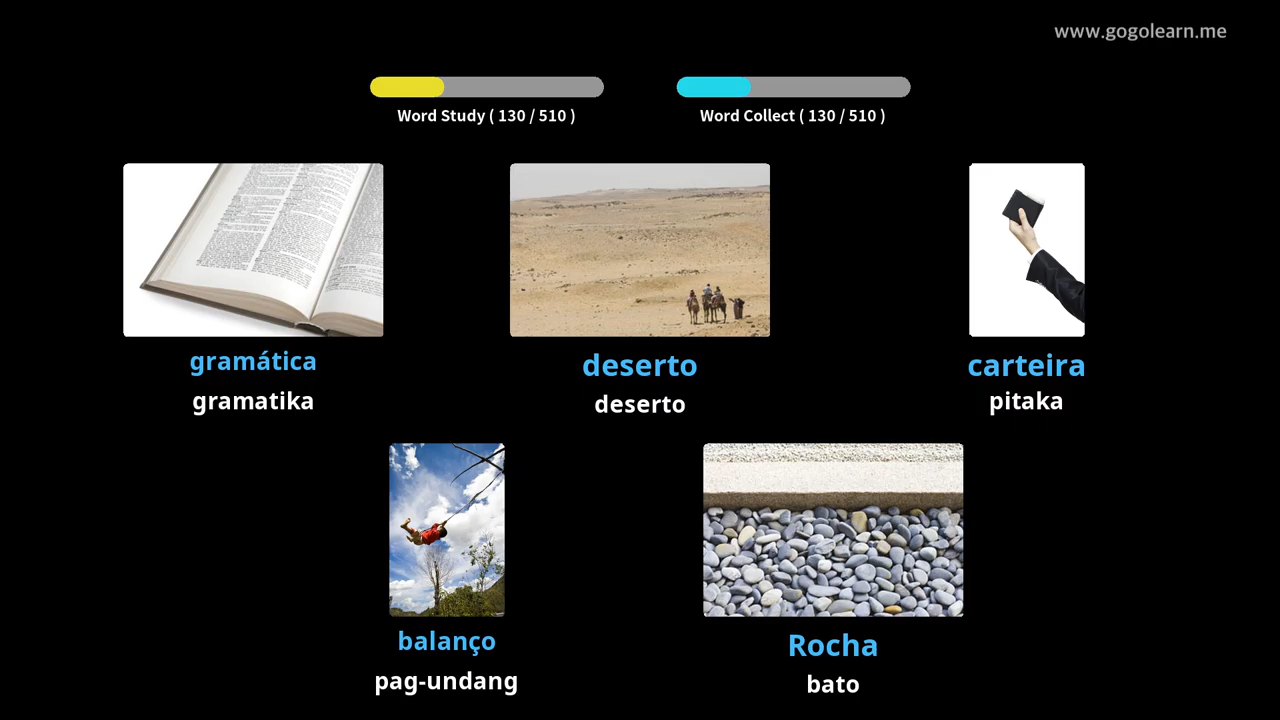 www.gogolearn.me
Word Study ( 130 / 510 )
Word Collect ( 130 / 510 )
gramática
gramatika
deserto
deserto
carteira
pitaka
balanço
pag-undang
Rocha
bato